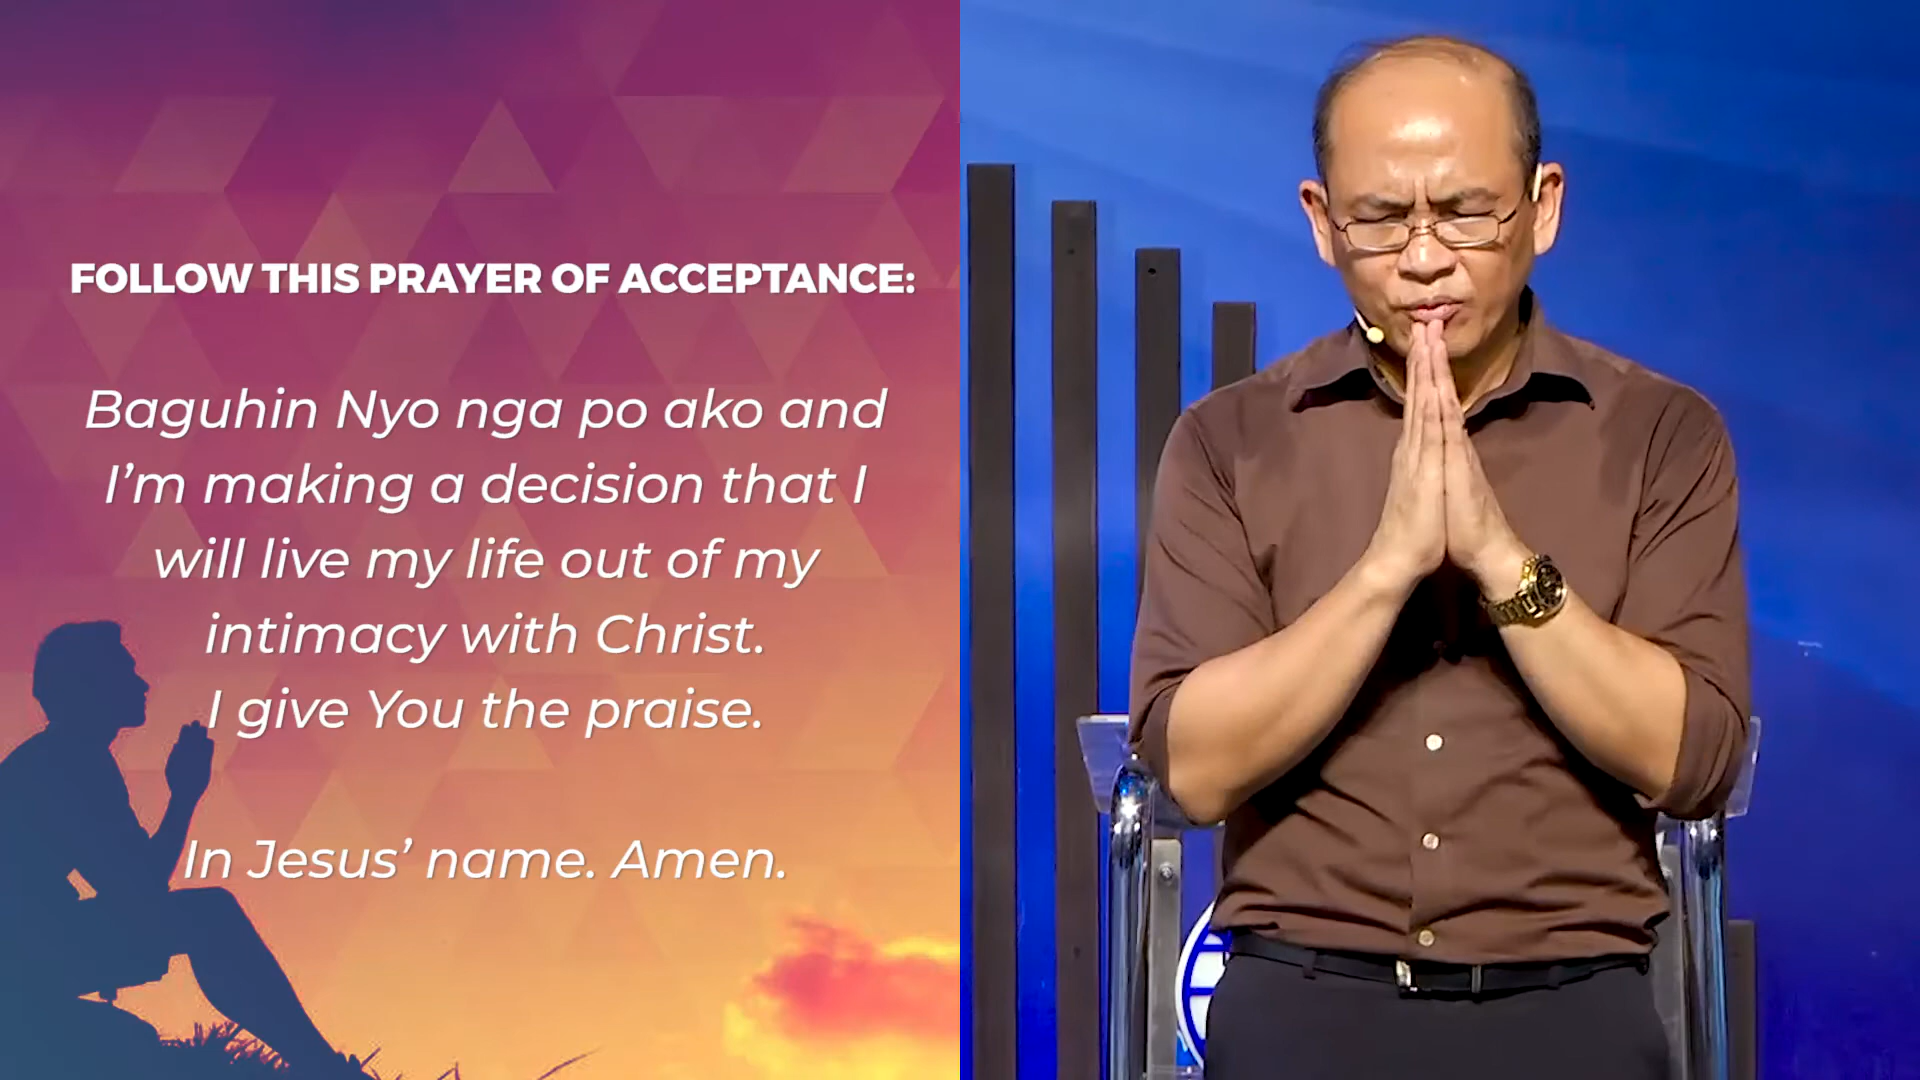 FOLLOW THIS PRAYER OF ACCEPTANCE:
Baguhin Nyo nga po ako and
I’m making a decision that I
will live my life out of my
intimacy with Christ.
I give You the praise.
In Jesus’ name. Amen.